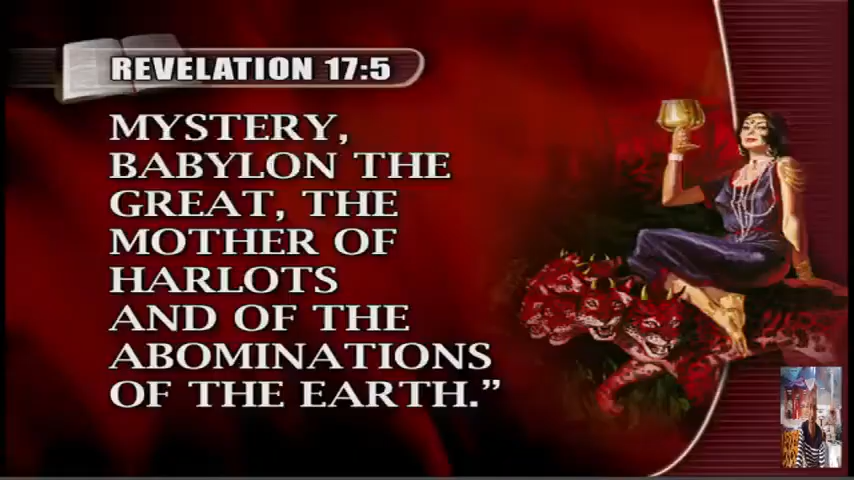 REVELATION 17:5
MYSTERY,
BABYLON THE
GREAT, THE
MOTHER OF
HARLOTS
AND OF THE
ABOMINATIONS
OF THE EARTH.”